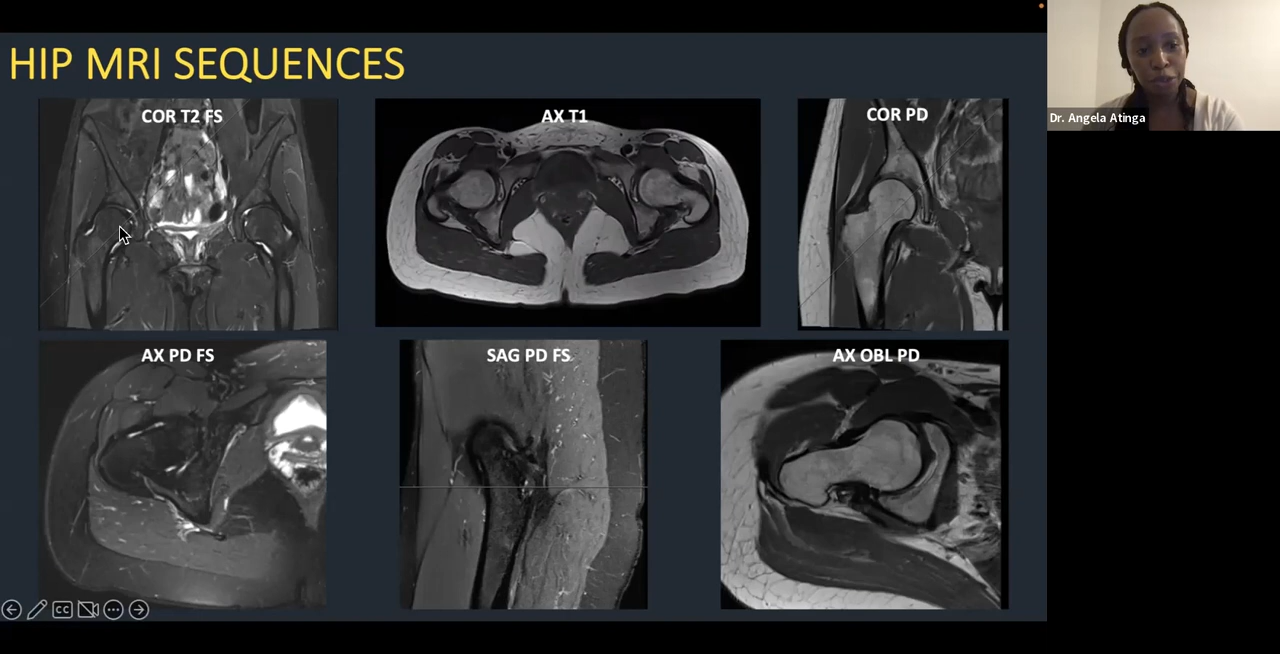 HIP MRI SEQUENCES
COR T2 FS
AX T1
COR PD
AX PD FS
SAG PD FS
AX OBL PD
Dr. Angela Atinga
CC